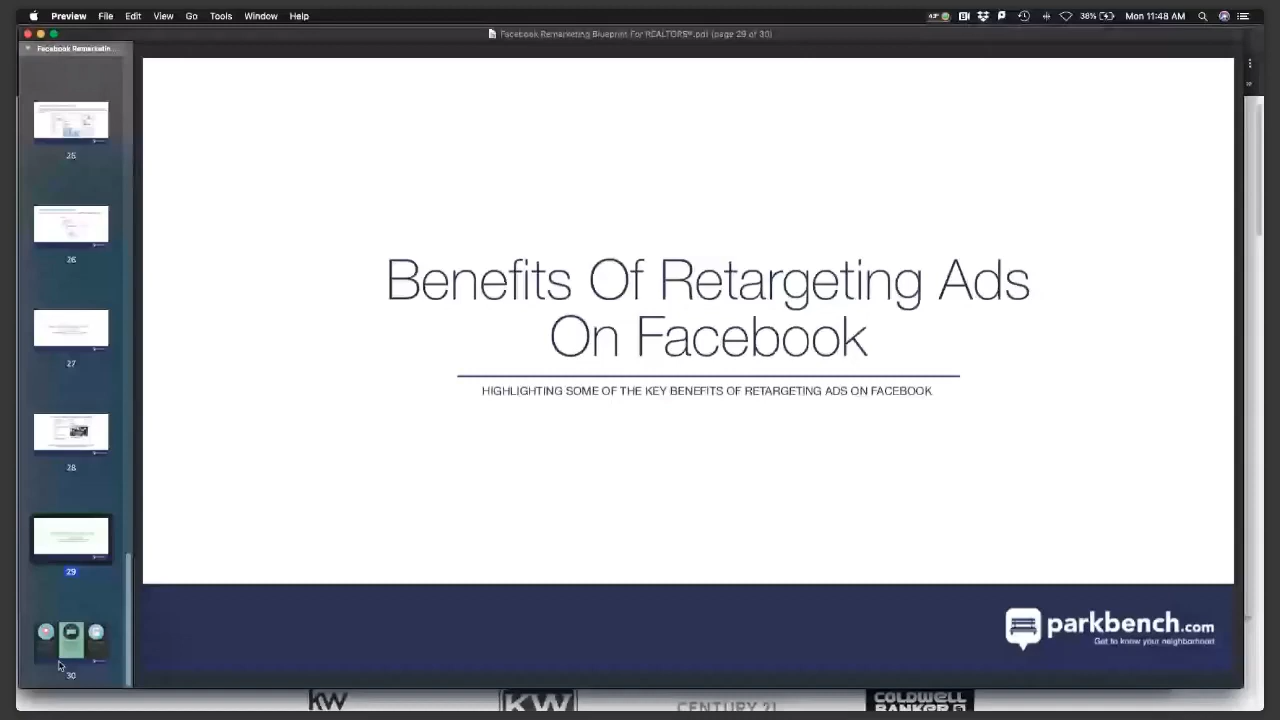 Preview File Edit View Go Tools Window Help
38% Mon 11:48 AM
Facebook Remarketing Blueprint For REALTORS®.pdf (page 29 of 30)
Facebook Remarketin...
25
26
27
28
29
30
Benefits Of Retargeting Ads
On Facebook
HIGHLIGHTING SOME OF THE KEY BENEFITS OF RETARGETING ADS ON FACEBOOK
parkbench.com
Get to know your neighborhood
kw KW CENTURY 21 COLDWELL
BANKER